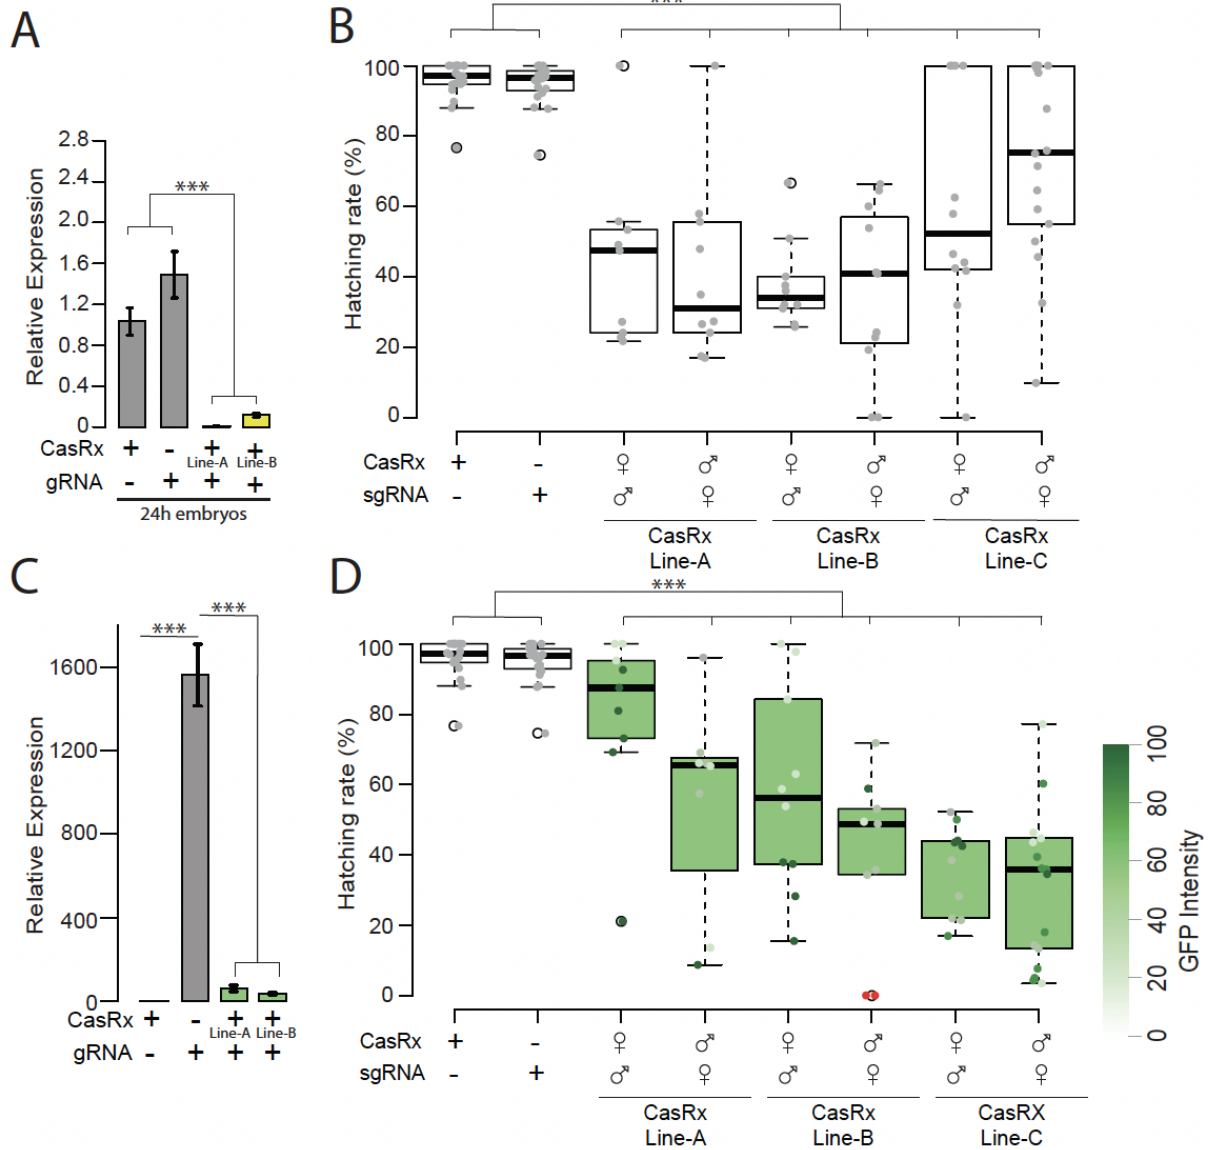 A
Relative Expression
2.8
2.4
2.0
1.6
1.2
0.8
0.4
0
***
CasRx + - + +
Line-A Line-B
gRNA - + + +
24h embryos
B
***
Hatching rate (%)
100
80
60
40
20
0
CasRx + - ♀ ♂ ♀ ♂ ♀ ♂
sgRNA - + ♂ ♀ ♂ ♀ ♂ ♀
CasRx CasRx CasRx
Line-A Line-B Line-C
C
Relative Expression
1600
1200
800
400
0
***
***
CasRx + - + +
Line-A Line-B
gRNA - + + +
D
***
Hatching rate (%)
100
80
60
40
20
0
CasRx + - ♀ ♂ ♀ ♂ ♀ ♂
sgRNA - + ♂ ♀ ♂ ♀ ♂ ♀
CasRx CasRx CasRX
Line-A Line-B Line-C
100
80
60
40
20
0
GFP Intensity